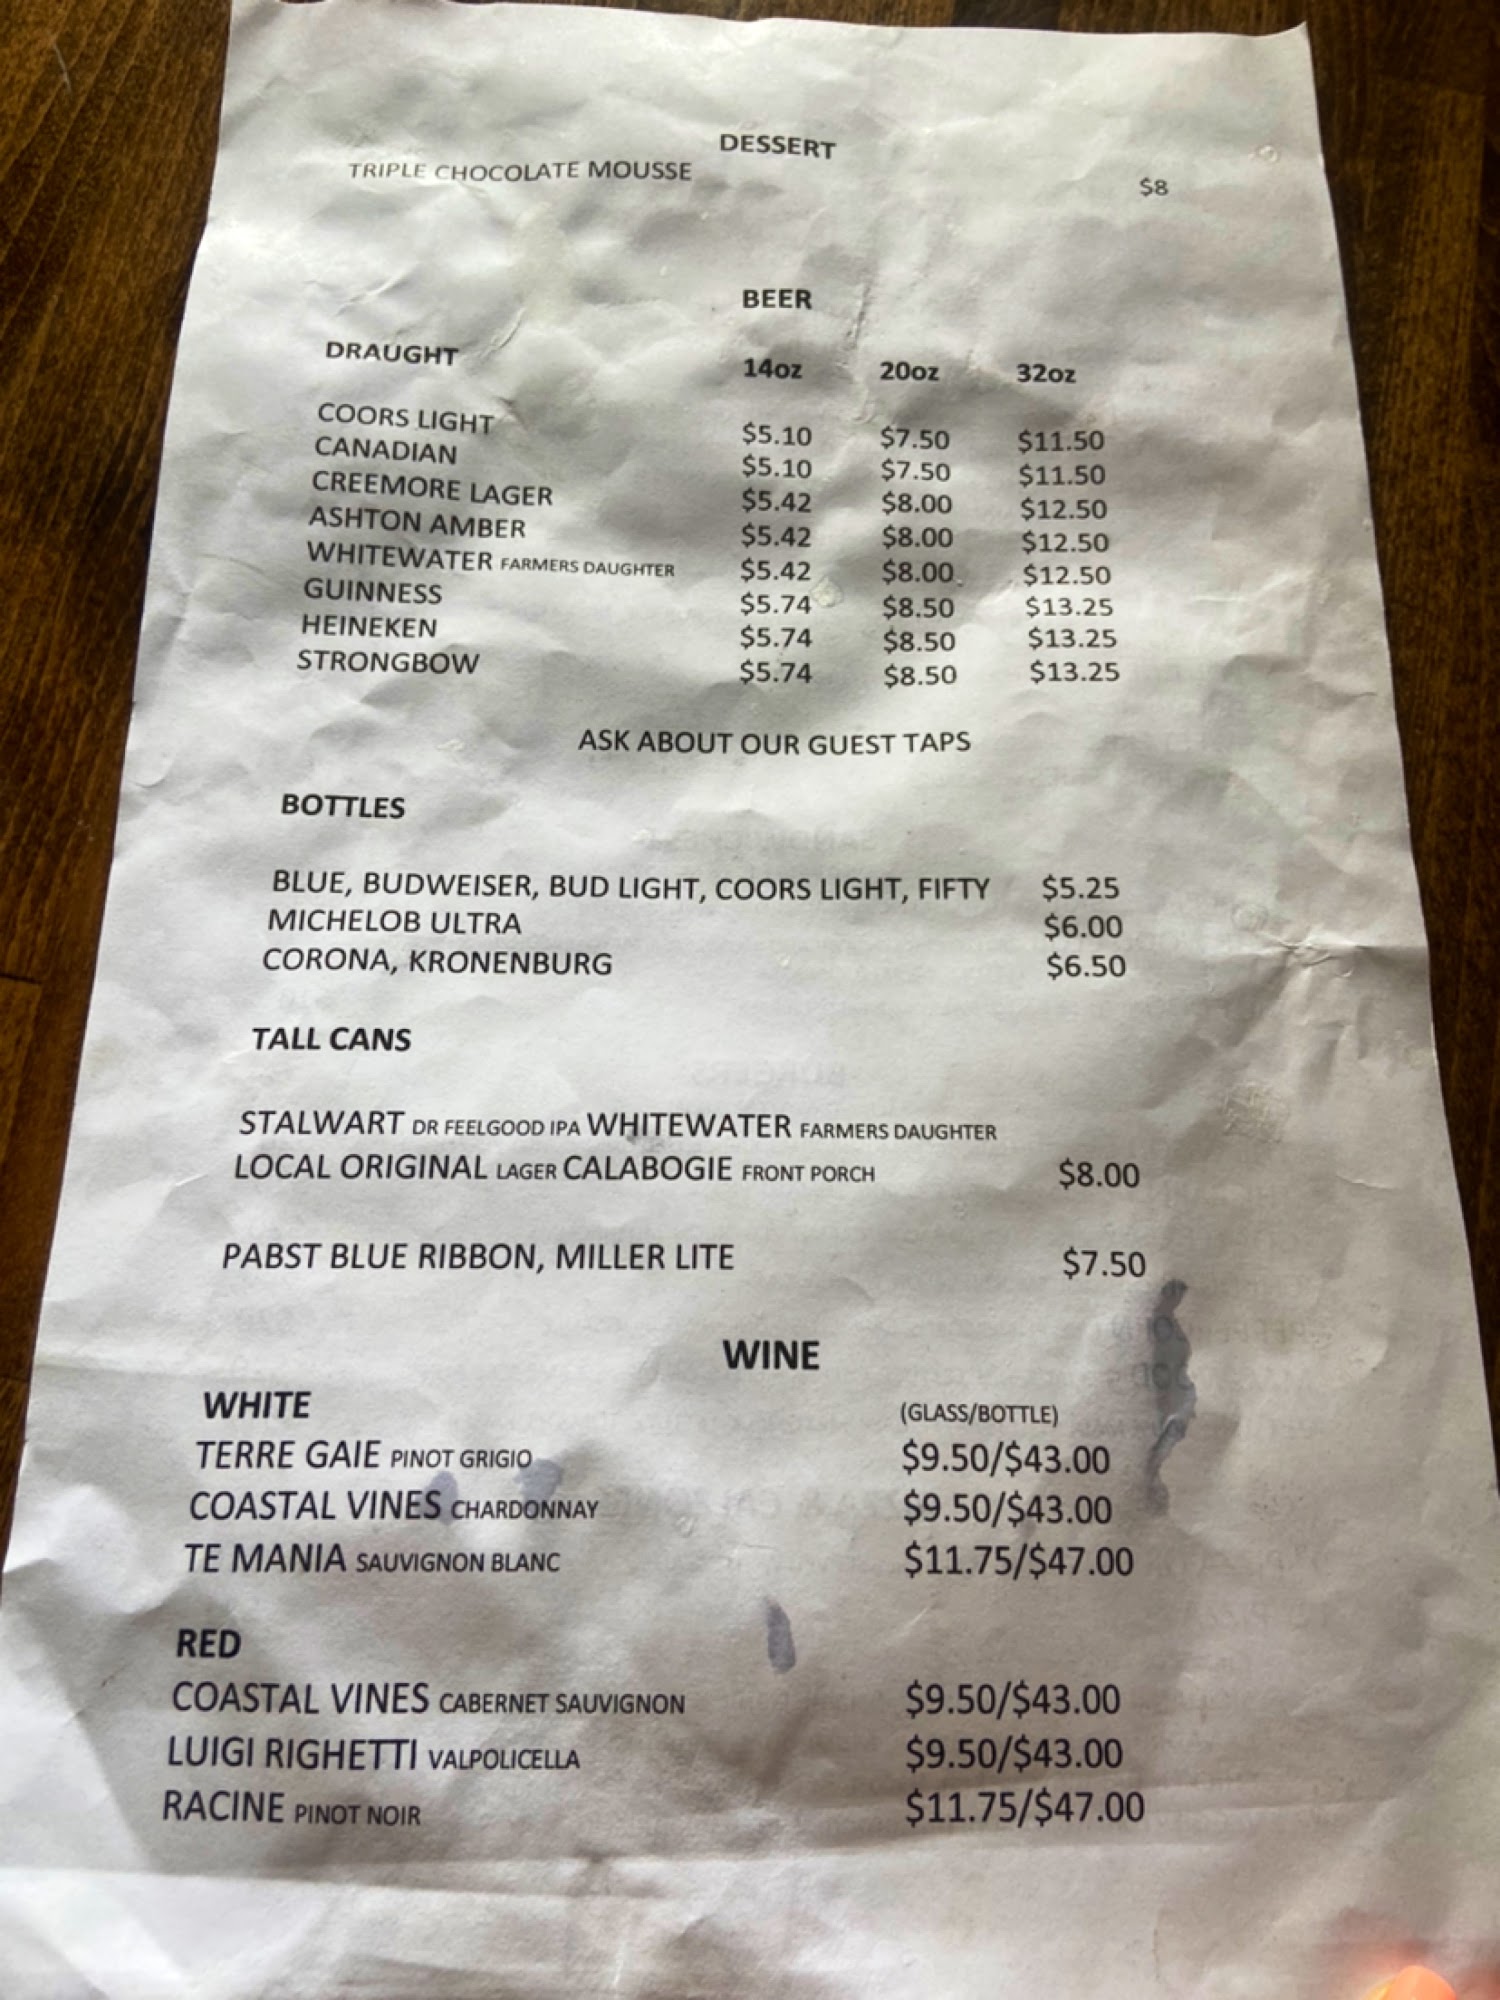 DESSERT
TRIPLE CHOCOLATE MOUSSE $8
BEER
DRAUGHT 14oz 20oz 32oz
COORS LIGHT $5.10 $7.50 $11.50
CANADIAN $5.10 $7.50 $11.50
CREEMORE LAGER $5.42 $8.00 $12.50
ASHTON AMBER $5.42 $8.00 $12.50
WHITEWATER FARMERS DAUGHTER $5.42 $8.00 $12.50
GUINNESS $5.74 $8.50 $13.25
HEINEKEN $5.74 $8.50 $13.25
STRONGBOW $5.74 $8.50 $13.25
ASK ABOUT OUR GUEST TAPS
BOTTLES
BLUE, BUDWEISER, BUD LIGHT, COORS LIGHT, FIFTY $5.25
MICHELOB ULTRA $6.00
CORONA, KRONENBURG $6.50
TALL CANS
STALWART DR FEELGOOD IPA WHITEWATER FARMERS DAUGHTER
LOCAL ORIGINAL LAGER CALABOGIE FRONT PORCH $8.00
PABST BLUE RIBBON, MILLER LITE $7.50
WINE
WHITE (GLASS/BOTTLE)
TERRE GAIE PINOT GRIGIO $9.50/$43.00
COASTAL VINES CHARDONNAY $9.50/$43.00
TE MANIA SAUVIGNON BLANC $11.75/$47.00
RED
COASTAL VINES CABERNET SAUVIGNON $9.50/$43.00
LUIGI RIGHETTI VALPOLICELLA $9.50/$43.00
RACINE PINOT NOIR $11.75/$47.00